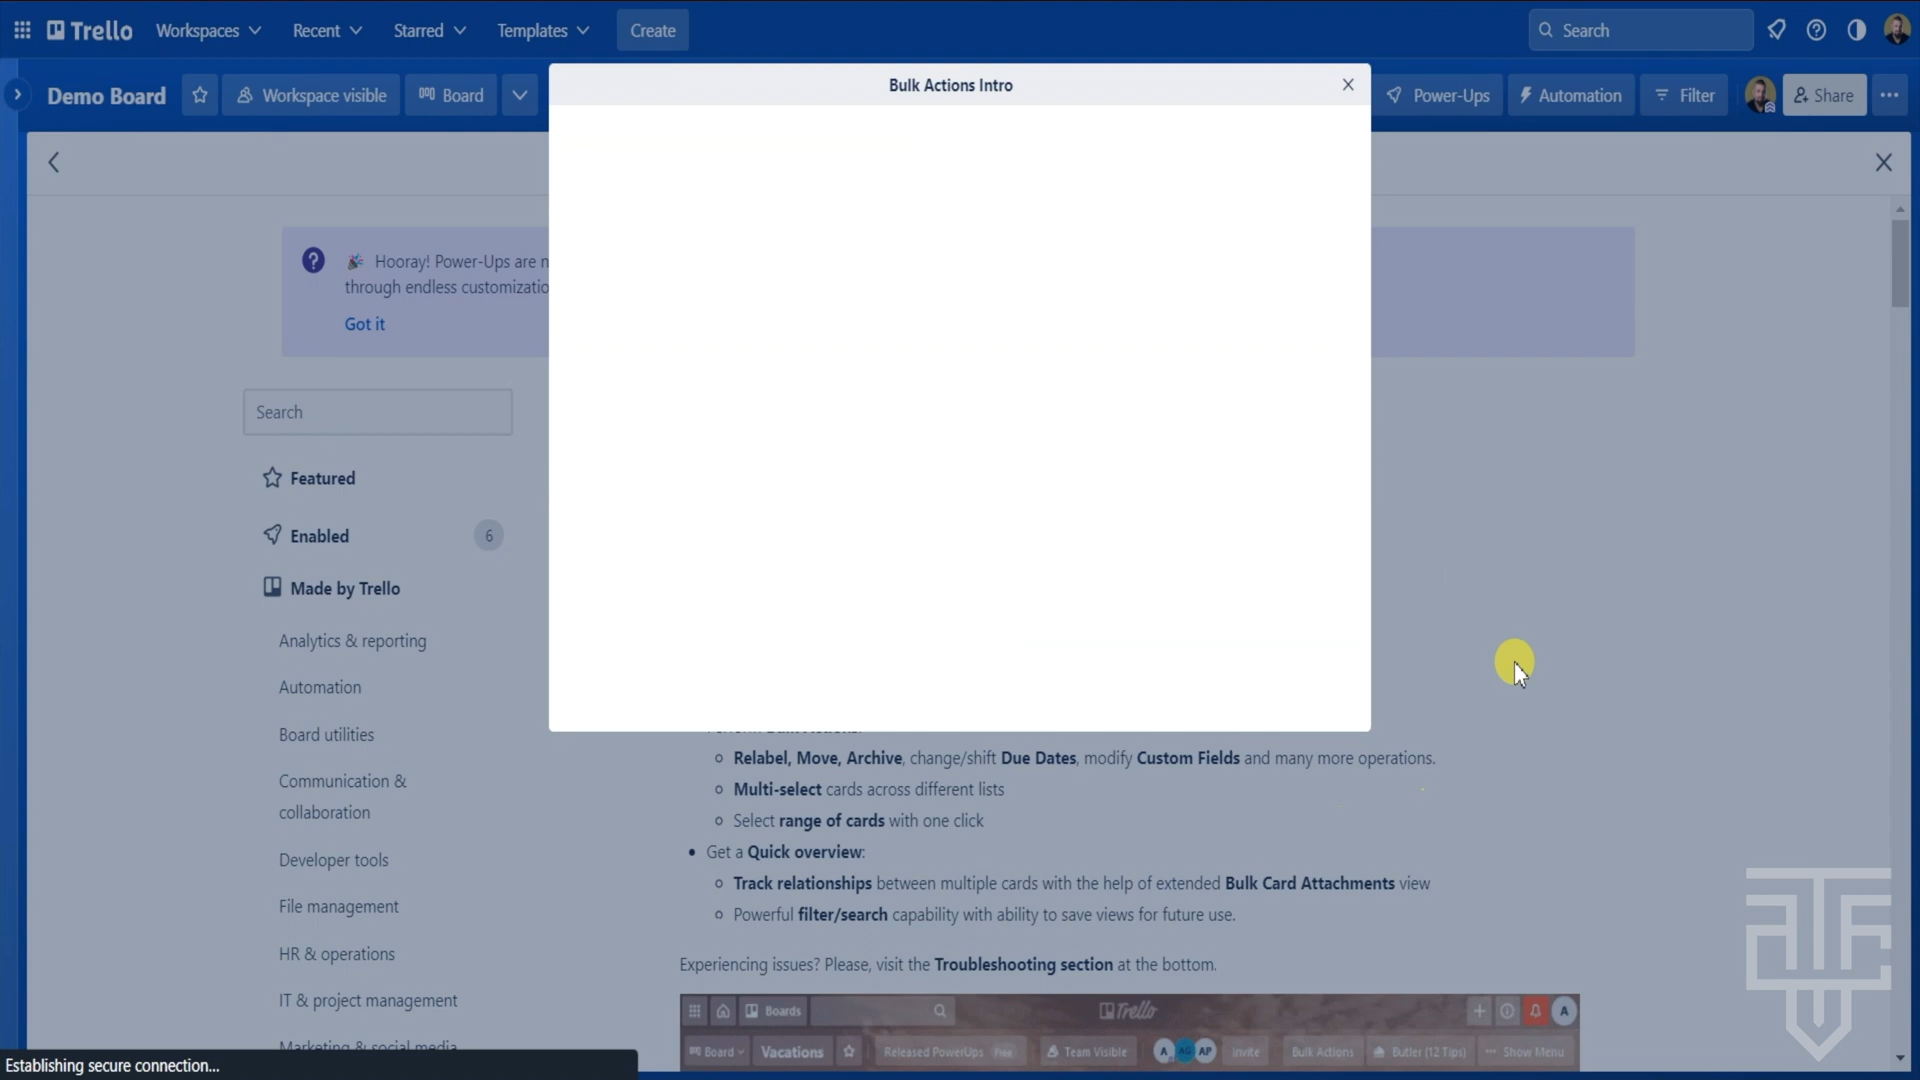 Trello Workspaces Recent Starred Templates Create Search
Demo Board Workspace visible Board Power-Ups Automation Filter Share
Bulk Actions Intro
Hooray! Power-Ups are n
through endless customizatio
Got it
Search
Featured
Enabled 6
Made by Trello
Analytics & reporting
Automation
Board utilities
Communication &
collaboration
Developer tools
File management
HR & operations
IT & project management
Marketing & social media
Relabel, Move, Archive, change/shift Due Dates, modify Custom Fields and many more operations.
Multi-select cards across different lists
Select range of cards with one click
Get a Quick overview:
Track relationships between multiple cards with the help of extended Bulk Card Attachments view
Powerful filter/search capability with ability to save views for future use.
Experiencing issues? Please, visit the Troubleshooting section at the bottom.
Boards Trello A
Board Vacations Released PowerUps Free Team Visible A AG AP Invite Bulk Actions Butler (12 Tips) Show Menu
Establishing secure connection...